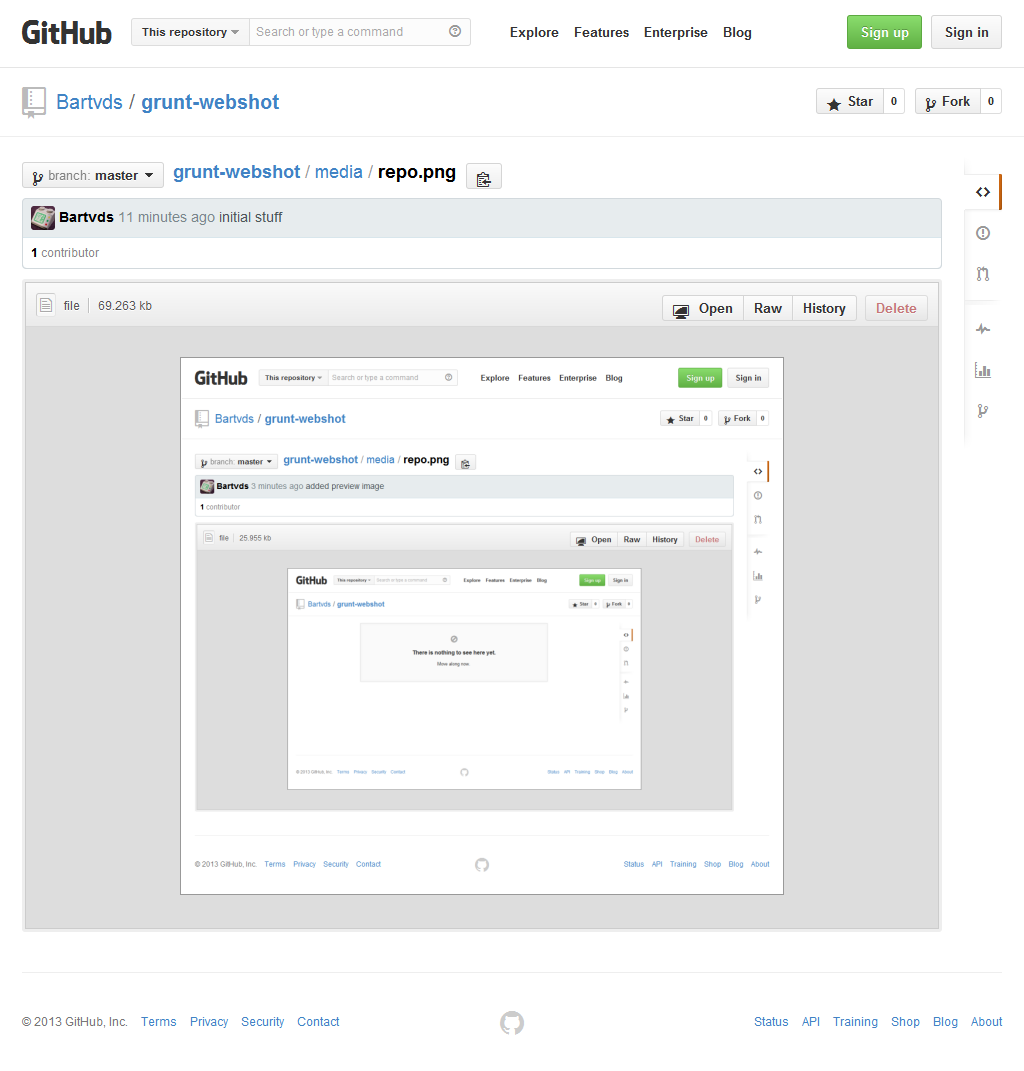 GitHub This repository Search or type a command Explore Features Enterprise Blog Sign up Sign in
Bartvds / grunt-webshot Star 0 Fork 0
branch: master grunt-webshot / media / repo.png
Bartvds 11 minutes ago initial stuff
1 contributor
file 69.263 kb Open Raw History Delete
GitHub This repository Search or type a command Explore Features Enterprise Blog Sign up Sign in
Bartvds / grunt-webshot Star 0 Fork 0
branch: master grunt-webshot / media / repo.png
Bartvds 3 minutes ago added preview image
1 contributor
file 25.955 kb Open Raw History Delete
GitHub This repository Search or type a command Explore Features Enterprise Blog Sign up Sign in
Bartvds / grunt-webshot Star 0 Fork 0
There is nothing to see here yet.
Move along now.
© 2013 GitHub, Inc. Terms Privacy Security Contact Status API Training Shop Blog About
© 2013 GitHub, Inc. Terms Privacy Security Contact Status API Training Shop Blog About
© 2013 GitHub, Inc. Terms Privacy Security Contact Status API Training Shop Blog About